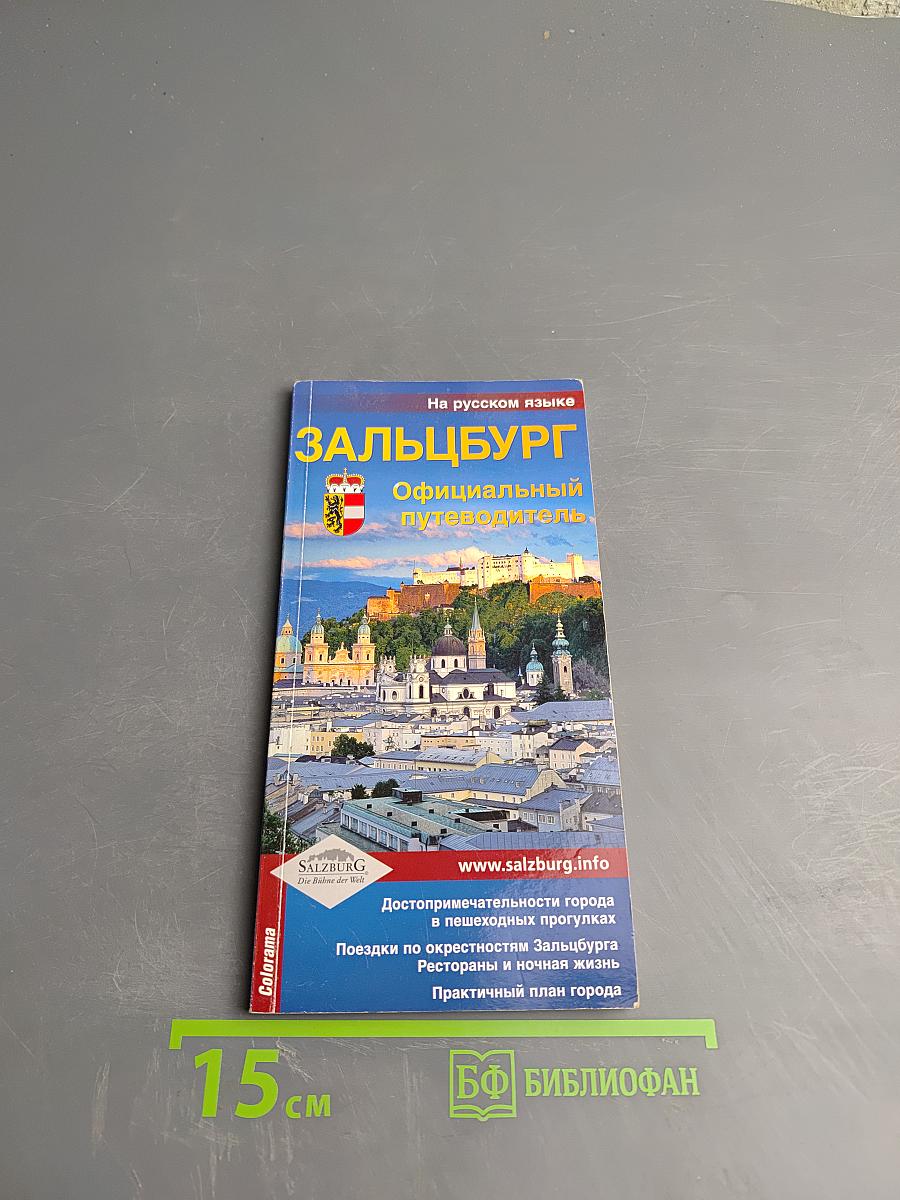 На русском языке
ЗАЛЬЦБУРГ
Официальный
путеводитель
www.salzburg.info
SALZBURG®
Die Bühne der Welt
Достопримечательности города
в пешеходных прогулках
Поездки по окрестностям Зальцбурга
Рестораны и ночная жизнь
Практичный план города
Colorama
15 см
БФ БИБЛИОФАН